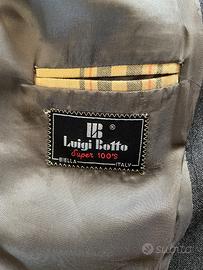 LB ®
Luigi Botto
Super 100'S
BIELLA ITALY
subito